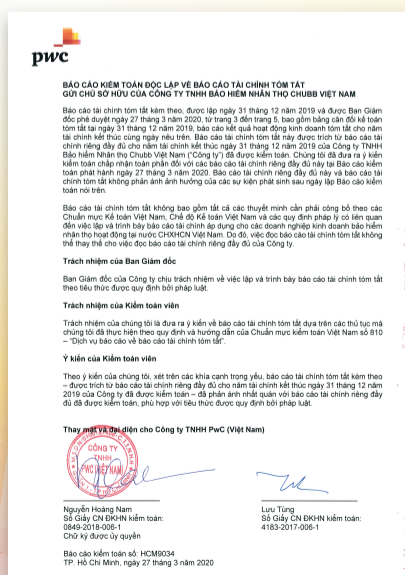 pwc
BÁO CÁO KIỂM TOÁN ĐỘC LẬP VỀ BÁO CÁO TÀI CHÍNH TÓM TẮT
GỬI CHỦ SỞ HỮU CỦA CÔNG TY TNHH BẢO HIỂM NHÂN THỌ CHUBB VIỆT NAM
Báo cáo tài chính tóm tắt kèm theo, được lập ngày 31 tháng 12 năm 2019 và được Ban Giám
đốc phê duyệt ngày 27 tháng 3 năm 2020, từ trang 3 đến trang 5, bao gồm bảng cân đối kế toán
tóm tắt tại ngày 31 tháng 12 năm 2019, báo cáo kết quả hoạt động kinh doanh tóm tắt cho năm
tài chính kết thúc cùng ngày nêu trên. Báo cáo tài chính tóm tắt này được trích từ báo cáo tài
chính riêng đầy đủ cho năm tài chính kết thúc ngày 31 tháng 12 năm 2019 của Công ty TNHH
Bảo hiểm Nhân thọ Chubb Việt Nam ("Công ty") đã được kiểm toán. Chúng tôi đã đưa ra ý kiến
kiểm toán chấp nhận toàn phần đối với các báo cáo tài chính riêng đầy đủ này tại Báo cáo kiểm
toán phát hành ngày 27 tháng 3 năm 2020. Báo cáo tài chính riêng đầy đủ này và báo cáo tài
chính tóm tắt không phản ánh ảnh hưởng của các sự kiện phát sinh sau ngày lập Báo cáo kiểm
toán nói trên.
Báo cáo tài chính tóm tắt không bao gồm tất cả các thuyết minh cần phải công bố theo các
Chuẩn mực Kế toán Việt Nam, Chế độ Kế toán Việt Nam và các quy định pháp lý có liên quan
đến việc lập và trình bày báo cáo tài chính áp dụng cho các doanh nghiệp kinh doanh bảo hiểm
nhân thọ hoạt động tại nước CHXHCN Việt Nam. Do đó, việc đọc báo cáo tài chính tóm tắt không
thể thay thế cho việc đọc báo cáo tài chính riêng đầy đủ của Công ty.
Trách nhiệm của Ban Giám đốc
Ban Giám đốc của Công ty chịu trách nhiệm về việc lập và trình bày báo cáo tài chính tóm tắt
theo tiêu thức được quy định bởi pháp luật.
Trách nhiệm của Kiểm toán viên
Trách nhiệm của chúng tôi là đưa ra ý kiến về báo cáo tài chính tóm tắt dựa trên các thủ tục mà
chúng tôi đã thực hiện theo quy định và hướng dẫn của Chuẩn mực kiểm toán Việt Nam số 810
– "Dịch vụ báo cáo về báo cáo tài chính tóm tắt".
Ý kiến của Kiểm toán viên
Theo ý kiến của chúng tôi, xét trên các khía cạnh trọng yếu, báo cáo tài chính tóm tắt kèm theo
– được trích từ báo cáo tài chính riêng đầy đủ cho năm tài chính kết thúc ngày 31 tháng 12 năm
2019 của Công ty đã được kiểm toán – đã phản ánh nhất quán với báo cáo tài chính riêng đầy
đủ đã được kiểm toán, phù hợp với tiêu thức được quy định bởi pháp luật.
Thay mặt và đại diện cho Công ty TNHH PwC (Việt Nam)
CÔNG TY
TNHH
PWC (VIỆT NAM)
Nguyễn Hoàng Nam
Số Giấy CN ĐKHN kiểm toán:
0849-2018-006-1
Chữ ký được ủy quyền
Lưu Tùng
Số Giấy CN ĐKHN kiểm toán:
4183-2017-006-1
Báo cáo kiểm toán số: HCM9034
TP. Hồ Chí Minh, ngày 27 tháng 3 năm 2020